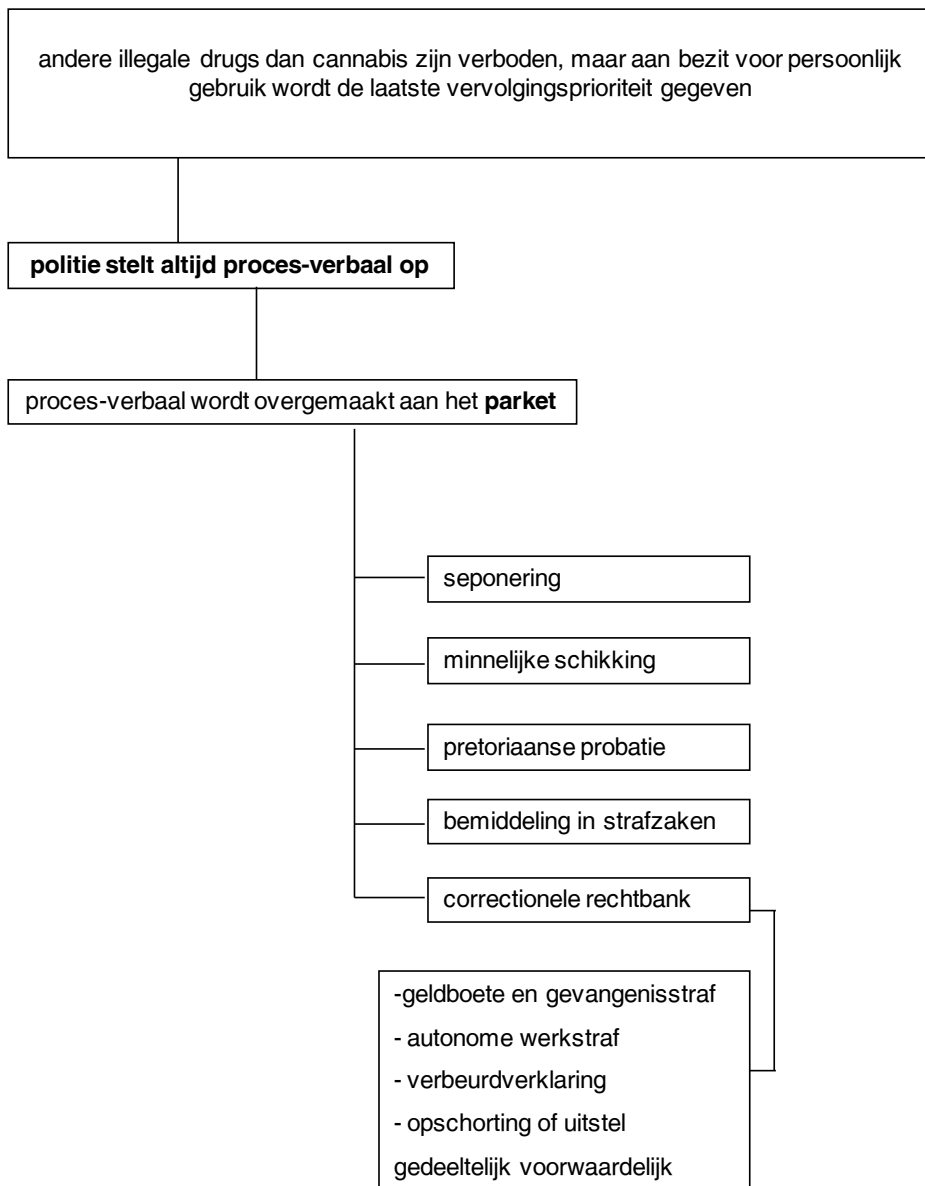 andere illegale drugs dan cannabis zijn verboden, maar aan bezit voor persoonlijk
gebruik wordt de laatste vervolgingsprioriteit gegeven
politie stelt altijd proces-verbaal op
proces-verbaal wordt overgemaakt aan het parket
seponering
minnelijke schikking
pretoriaanse probatie
bemiddeling in strafzaken
correctionele rechtbank
-geldboete en gevangenisstraf
- autonome werkstraf
- verbeurdverklaring
- opschorting of uitstel
gedeeltelijk voorwaardelijk